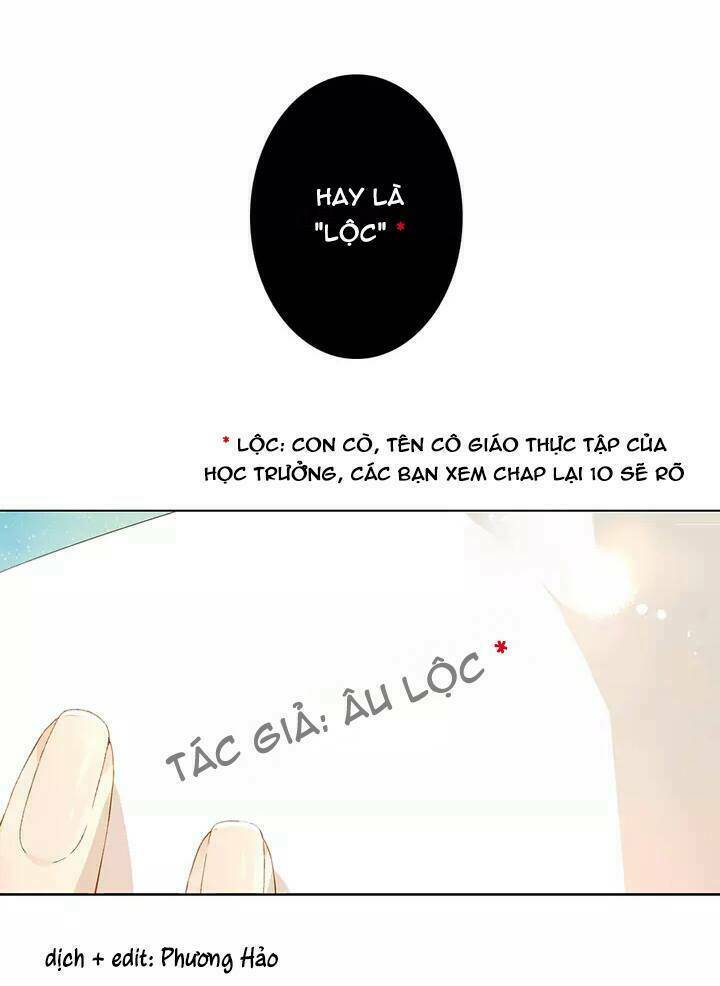 HAY LÀ
"LỘC" *
* LỘC: CON CÒ, TÊN CÔ GIÁO THỰC TẬP CỦA
HỌC TRƯỞNG, CÁC BẠN XEM CHAP LẠI 10 SẼ RÕ
TÁC GIẢ: ÂU LỘC *
dịch + edit: Phương Hảo